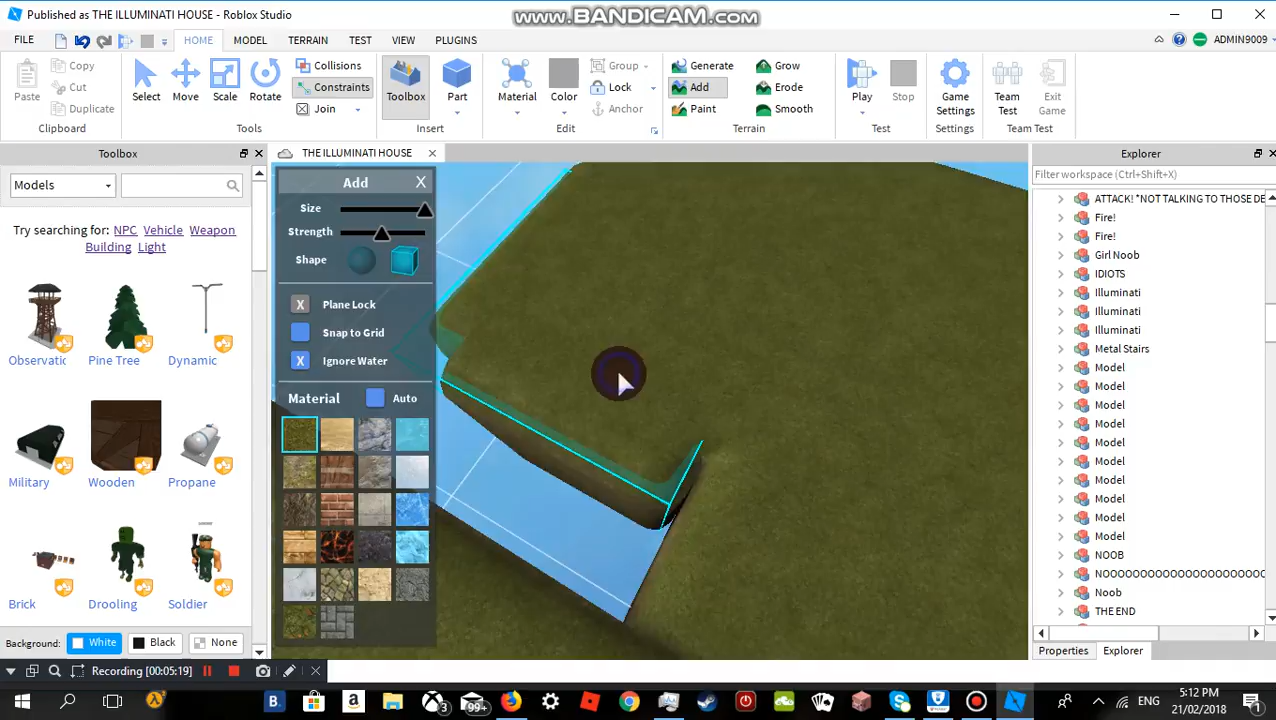 Published as THE ILLUMINATI HOUSE - Roblox Studio
www.BANDICAM.com
FILE HOME MODEL TERRAIN TEST VIEW PLUGINS ADMIN9009
Paste Copy Cut Duplicate
Clipboard
Select Move Scale Rotate Collisions Constraints Join
Tools
Toolbox Part
Insert
Material Color Group Lock Anchor
Edit
Generate Add Paint Grow Erode Smooth
Terrain
Play Stop
Test
Game Settings
Settings
Team Test Exit Game
Team Test
Toolbox
THE ILLUMINATI HOUSE
Explorer
Models
Filter workspace (Ctrl+Shift+X)
Try searching for: NPC Vehicle Weapon
Building Light
Observatic Pine Tree Dynamic
Military Wooden Propane
Brick Drooling Soldier
Background: White Black None
Add X
Size
Strength
Shape
X Plane Lock
Snap to Grid
X Ignore Water
Material Auto
ATTACK! *NOT TALKING TO THOSE DE
Fire!
Fire!
Girl Noob
IDIOTS
Illuminati
Illuminati
Illuminati
Metal Stairs
Model
Model
Model
Model
Model
Model
Model
Model
Model
NOOB
NOOOOOOOOOOOOOOOOOOOOOO
Noob
THE END
Properties Explorer
Recording [00:05:19]
B. a 3 99+
ENG
5:12 PM
21/02/2018